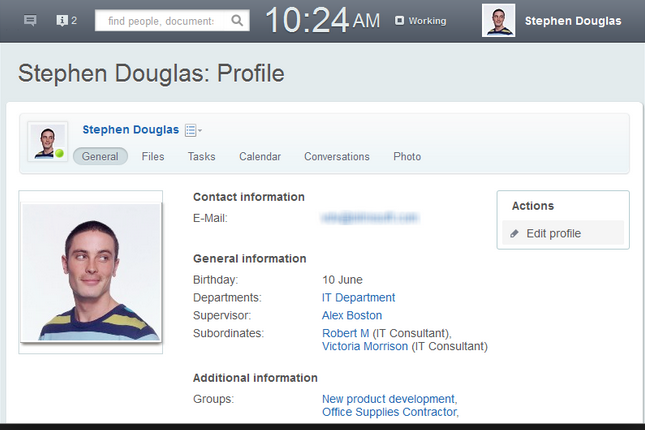 2
find people, document:
10:24 AM
Working
Stephen Douglas
Stephen Douglas: Profile
Stephen Douglas
General Files Tasks Calendar Conversations Photo
Contact information
E-Mail:
Actions
Edit profile
General information
Birthday: 10 June
Departments: IT Department
Supervisor: Alex Boston
Subordinates: Robert M (IT Consultant),
Victoria Morrison (IT Consultant)
Additional information
Groups: New product development,
Office Supplies Contractor,